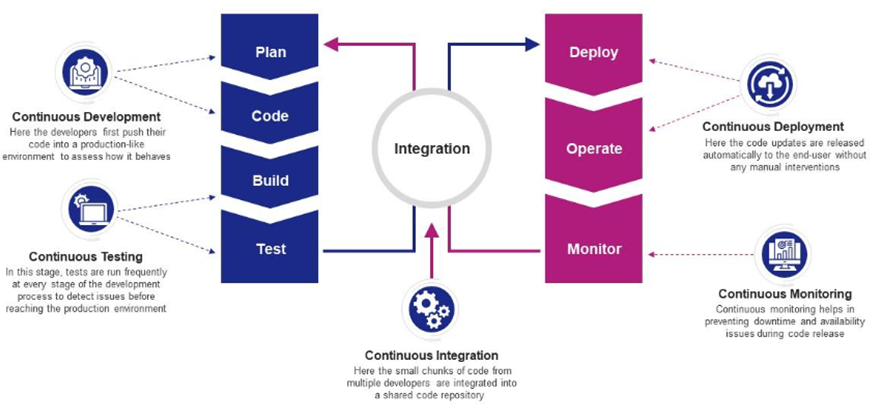 Plan
Code
Build
Test
Integration
Deploy
Operate
Monitor
Continuous Development
Here the developers first push their
code into a production-like
environment to assess how it behaves
Continuous Testing
In this stage, tests are run frequently
at every stage of the development
process to detect issues before
reaching the production environment
Continuous Integration
Here the small chunks of code from
multiple developers are integrated into
a shared code repository
Continuous Deployment
Here the code updates are released
automatically to the end-user without
any manual interventions
Continuous Monitoring
Continuous monitoring helps in
preventing downtime and availability
issues during code release